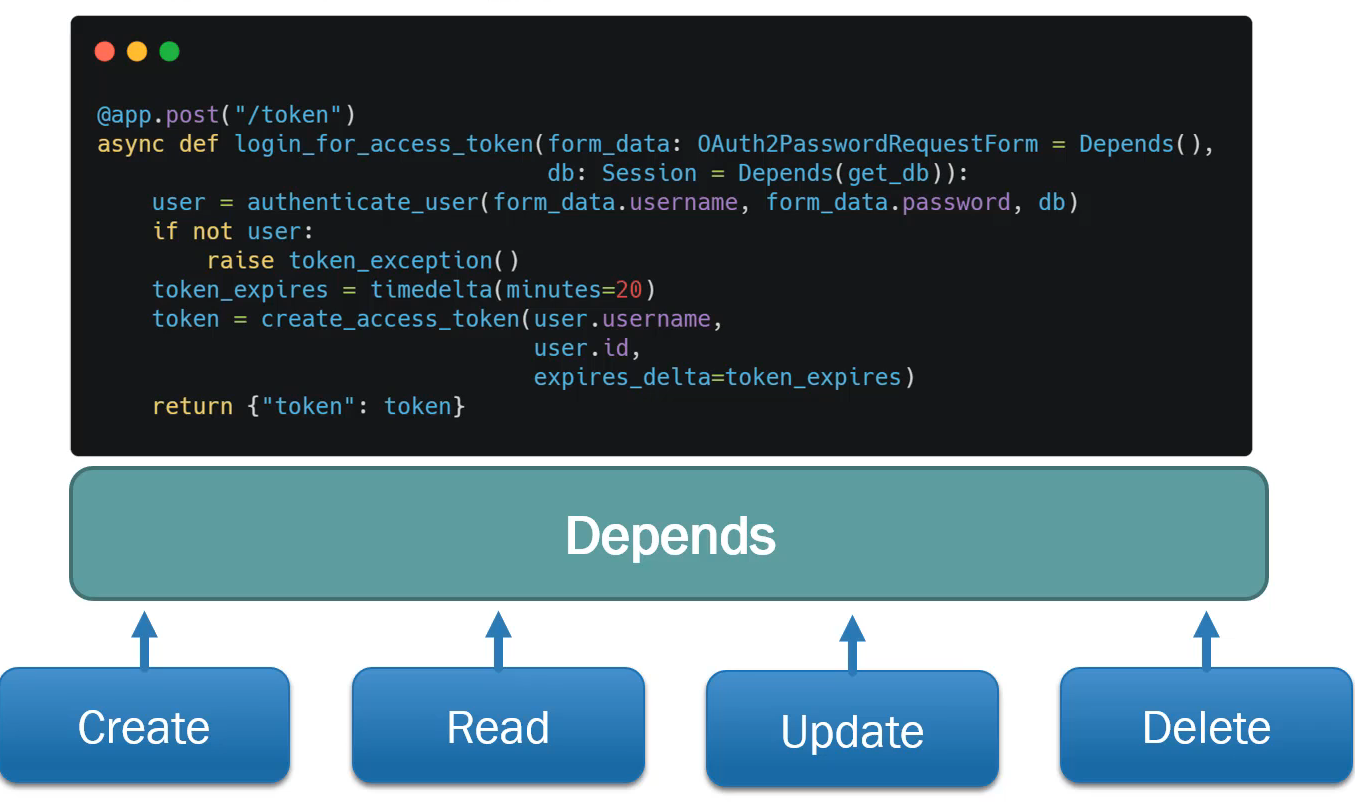 @app.post("/token")
async def login_for_access_token(form_data: OAuth2PasswordRequestForm = Depends(),
                                 db: Session = Depends(get_db)):
    user = authenticate_user(form_data.username, form_data.password, db)
    if not user:
        raise token_exception()
    token_expires = timedelta(minutes=20)
    token = create_access_token(user.username,
                                user.id,
                                expires_delta=token_expires)
    return {"token": token}
Depends
Create
Read
Update
Delete